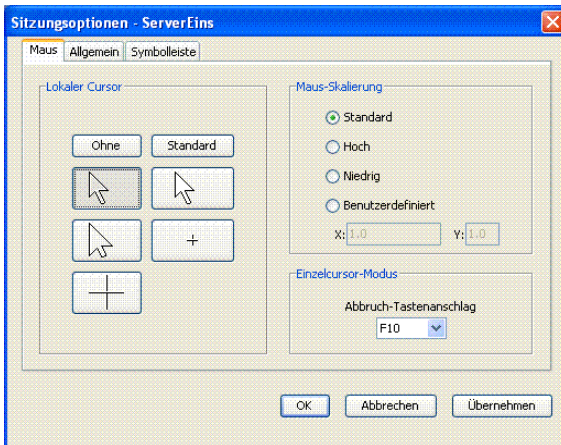 Sitzungsoptionen - ServerEins
Maus Allgemein Symbolleiste
Lokaler Cursor
Ohne Standard
Maus-Skalierung
Standard
Hoch
Niedrig
Benutzerdefiniert
X: 1.0 Y: 1.0
Einzelcursor-Modus
Abbruch-Tastenanschlag
F10
OK Abbrechen Übernehmen